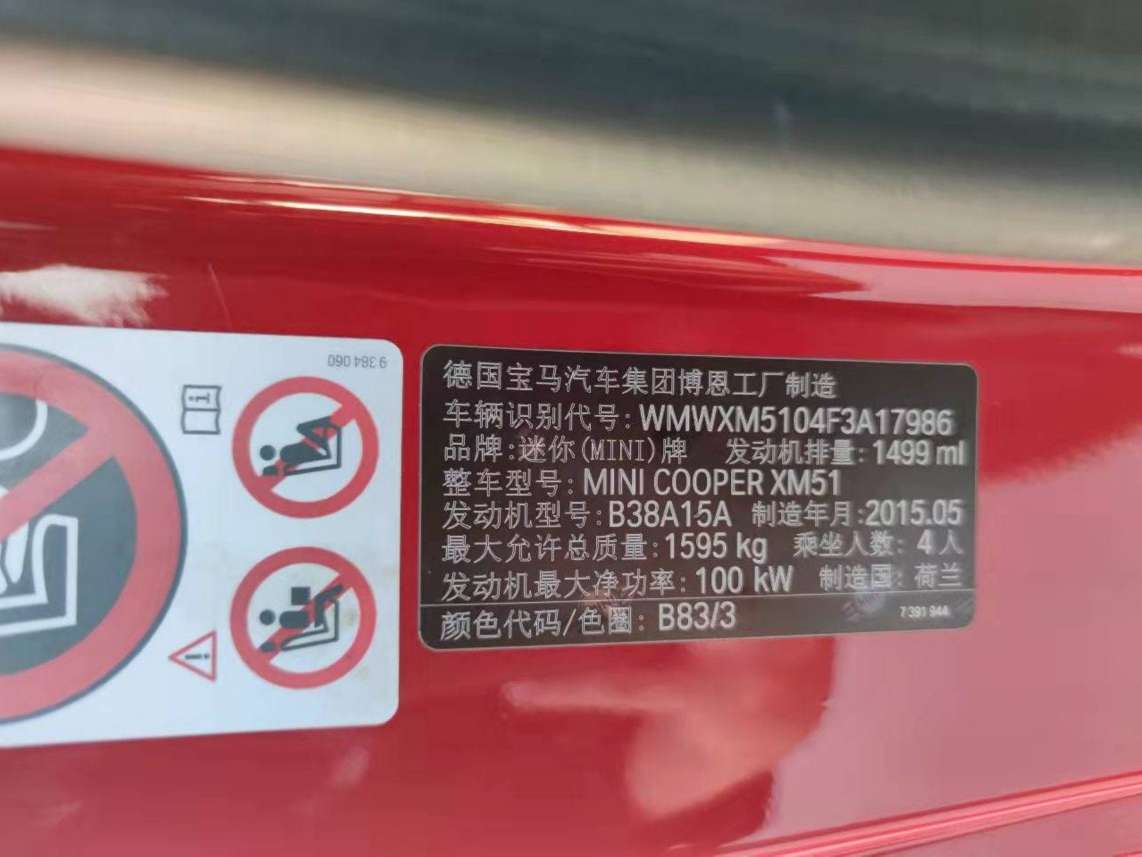 9 384 060
德国宝马汽车集团博恩工厂制造
车辆识别代号: WMWXM5104F3A17986
品牌:迷你(MINI)牌 发动机排量: 1499 ml
整车型号: MINI COOPER XM51
发动机型号: B38A15A 制造年月:2015.05
最大允许总质量:1595 kg 乘坐人数: 4人
发动机最大净功率: 100 kW 制造国: 荷兰
颜色代码/色圈: B83/3 7 391 944